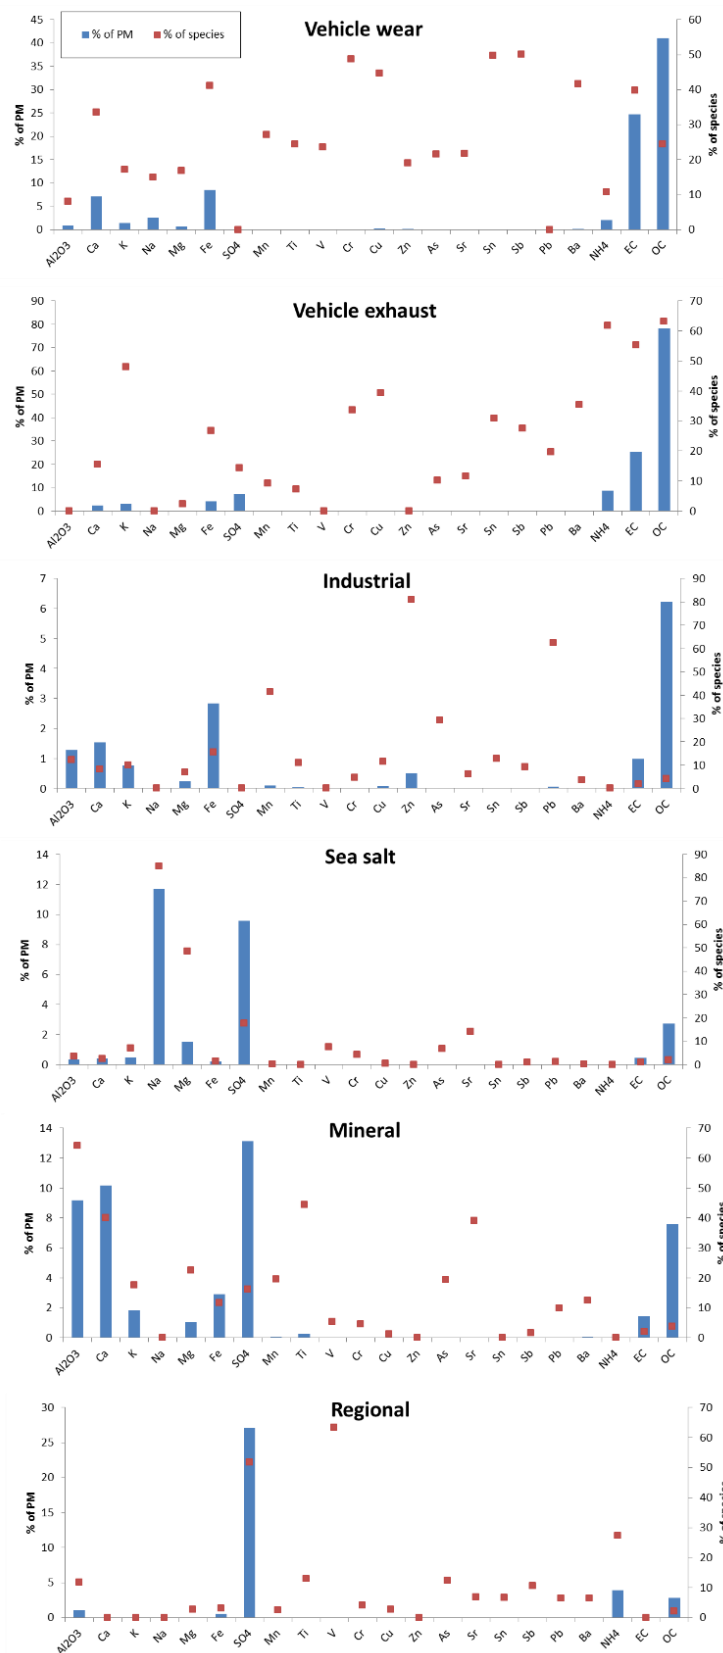 Vehicle wear
% of PM % of species
45 40 35 30 25 20 15 10 5 0
% of PM
60 50 40 30 20 10 0
% of species
Al2O3 Ca K Na Mg Fe SO4 Mn Ti V Cr Cu Zn As Sr Sn Sb Pb Ba NH4 EC OC
Vehicle exhaust
90 80 70 60 50 40 30 20 10 0
% of PM
70 60 50 40 30 20 10 0
% of species
Al2O3 Ca K Na Mg Fe SO4 Mn Ti V Cr Cu Zn As Sr Sn Sb Pb Ba NH4 EC OC
Industrial
7 6 5 4 3 2 1 0
% of PM
90 80 70 60 50 40 30 20 10 0
% of species
Al2O3 Ca K Na Mg Fe SO4 Mn Ti V Cr Cu Zn As Sr Sn Sb Pb Ba NH4 EC OC
Sea salt
14 12 10 8 6 4 2 0
% of PM
90 80 70 60 50 40 30 20 10 0
% of species
Al2O3 Ca K Na Mg Fe SO4 Mn Ti V Cr Cu Zn As Sr Sn Sb Pb Ba NH4 EC OC
Mineral
14 12 10 8 6 4 2 0
% of PM
70 60 50 40 30 20 10 0
% of species
Al2O3 Ca K Na Mg Fe SO4 Mn Ti V Cr Cu Zn As Sr Sn Sb Pb Ba NH4 EC OC
Regional
30 25 20 15 10 5 0
% of PM
70 60 50 40 30 20 10 0
% of species
Al2O3 Ca K Na Mg Fe SO4 Mn Ti V Cr Cu Zn As Sr Sn Sb Pb Ba NH4 EC OC